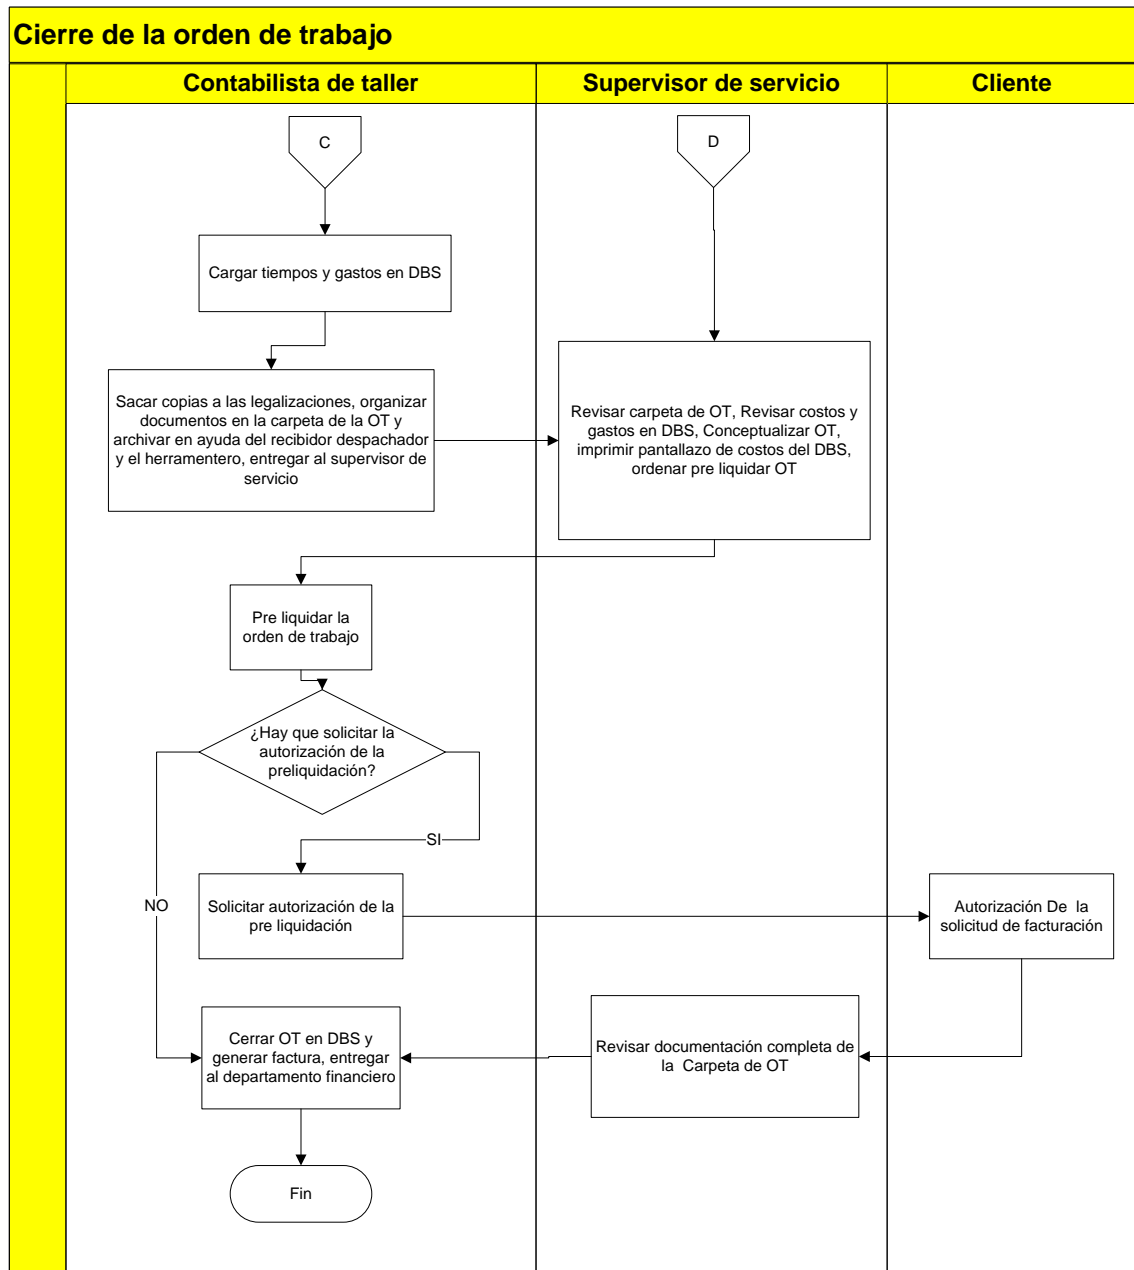 Cierre de la orden de trabajo
Contabilista de taller
Supervisor de servicio
Cliente
C
D
Cargar tiempos y gastos en DBS
Sacar copias a las legalizaciones, organizar
documentos en la carpeta de la OT y
archivar en ayuda del recibidor despachador
y el herramentero, entregar al supervisor de
servicio
Revisar carpeta de OT, Revisar costos y
gastos en DBS, Conceptualizar OT,
imprimir pantallazo de costos del DBS,
ordenar pre liquidar OT
Pre liquidar la
orden de trabajo
¿Hay que solicitar la
autorización de la
preliquidación?
SI
NO
Solicitar autorización de la
pre liquidación
Autorización De la
solicitud de facturación
Cerrar OT en DBS y
generar factura, entregar
al departamento financiero
Revisar documentación completa de
la Carpeta de OT
Fin